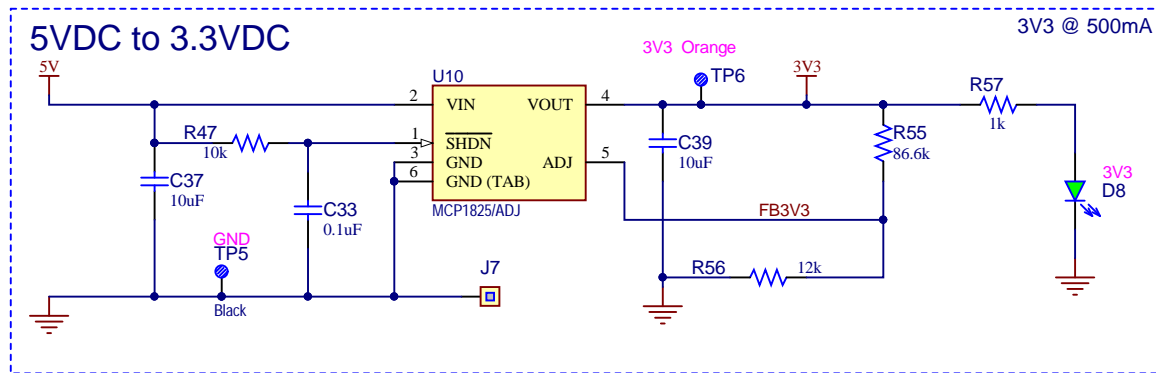 5VDC to 3.3VDC
3V3 @ 500mA
5V
U10
2
VIN
VOUT
4
R47
10k
1
SHDN
3
GND
ADJ
5
6
GND (TAB)
MCP1825/ADJ
C37
10uF
C33
0.1uF
GND
TP5
Black
J7
3V3 Orange
TP6
3V3
C39
10uF
R55
86.6k
FB3V3
R56
12k
R57
1k
3V3
D8